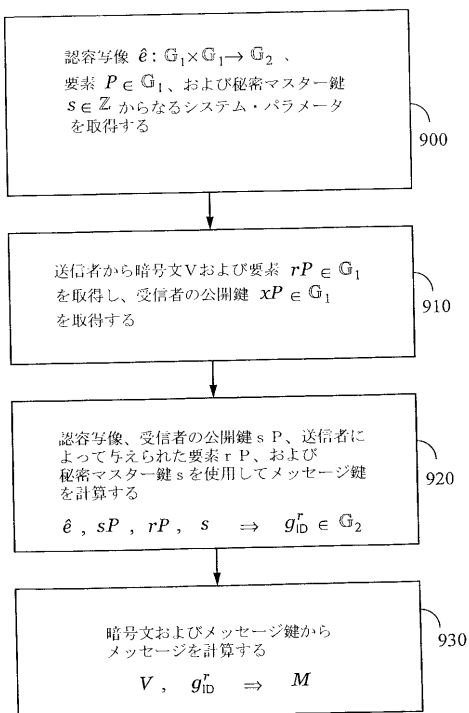 認容写像 ê: 𝔾₁×𝔾₁→ 𝔾₂ 、
要素 P ∈ 𝔾₁、および秘密マスター鍵
s ∈ ℤ からなるシステム・パラメータ
を取得する
900
送信者から暗号文Vおよび要素 rP ∈ 𝔾₁
を取得し、受信者の公開鍵 xP ∈ 𝔾₁
を取得する
910
認容写像、受信者の公開鍵ｓＰ、送信者に
よって与えられた要素ｒＰ、および
秘密マスター鍵ｓを使用してメッセージ鍵
を計算する
ê , sP , rP , s ⇒ g_ID^r ∈ 𝔾₂
920
暗号文およびメッセージ鍵から
メッセージを計算する
V , g_ID^r ⇒ M
930